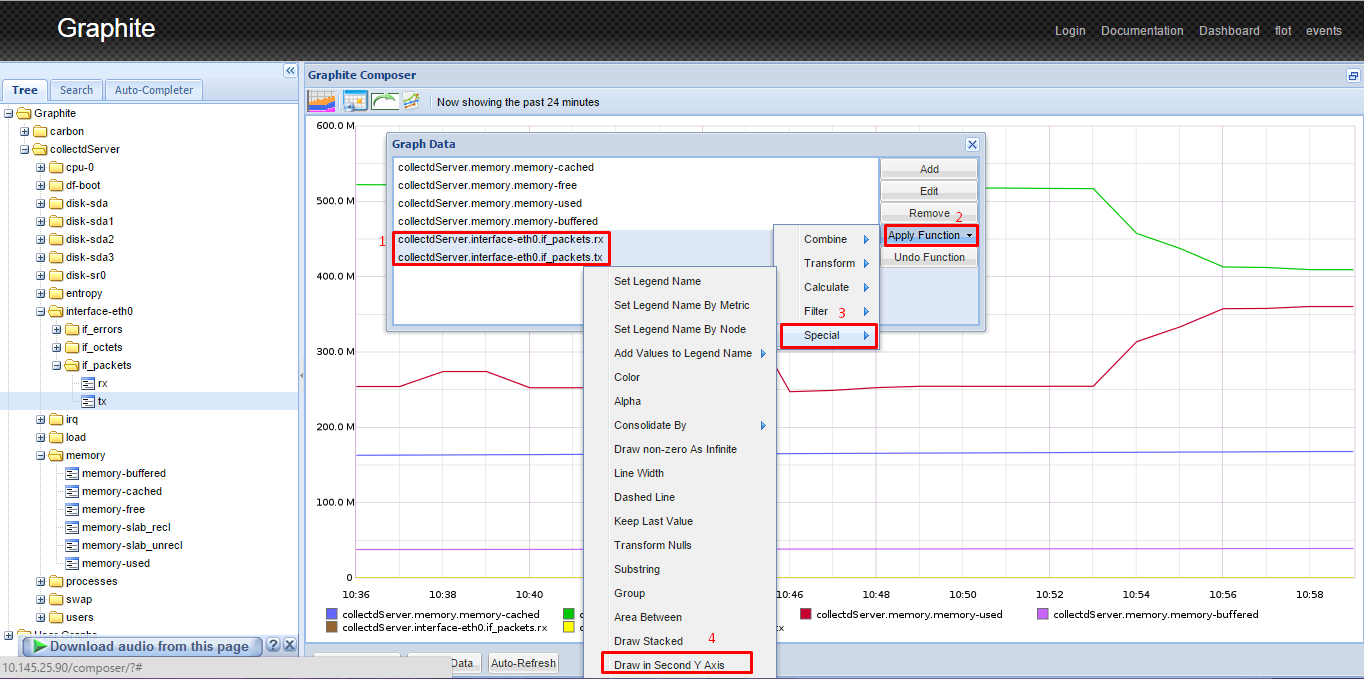 Graphite
Login Documentation Dashboard flot events
Tree Search Auto-Completer
Graphite
carbon
collectdServer
cpu-0
df-boot
disk-sda
disk-sda1
disk-sda2
disk-sda3
disk-sr0
entropy
interface-eth0
if_errors
if_octets
if_packets
rx
tx
irq
load
memory
memory-buffered
memory-cached
memory-free
memory-slab_recl
memory-slab_unrecl
memory-used
processes
swap
users
User Graphs
Download audio from this page
10.145.25.90/composer/?#
Graphite Composer
Now showing the past 24 minutes
600.0 M
500.0 M
400.0 M
300.0 M
200.0 M
100.0 M
0
Graph Data
collectdServer.memory.memory-cached
collectdServer.memory.memory-free
collectdServer.memory.memory-used
collectdServer.memory.memory-buffered
1 collectdServer.interface-eth0.if_packets.rx
collectdServer.interface-eth0.if_packets.tx
Add
Edit
Remove 2
Apply Function
Undo Function
Combine
Transform
Calculate
Filter 3
Special
Set Legend Name
Set Legend Name By Metric
Set Legend Name By Node
Add Values to Legend Name
Color
Alpha
Consolidate By
Draw non-zero As Infinite
Line Width
Dashed Line
Keep Last Value
Transform Nulls
Substring
Group
Area Between
Draw Stacked 4
Draw in Second Y Axis
10:36 10:38 10:40 10:46 10:48 10:50 10:52 10:54 10:56 10:58
collectdServer.memory.memory-cached collectdServer.memory.memory-used collectdServer.memory.memory-buffered
collectdServer.interface-eth0.if_packets.rx
Data Auto-Refresh